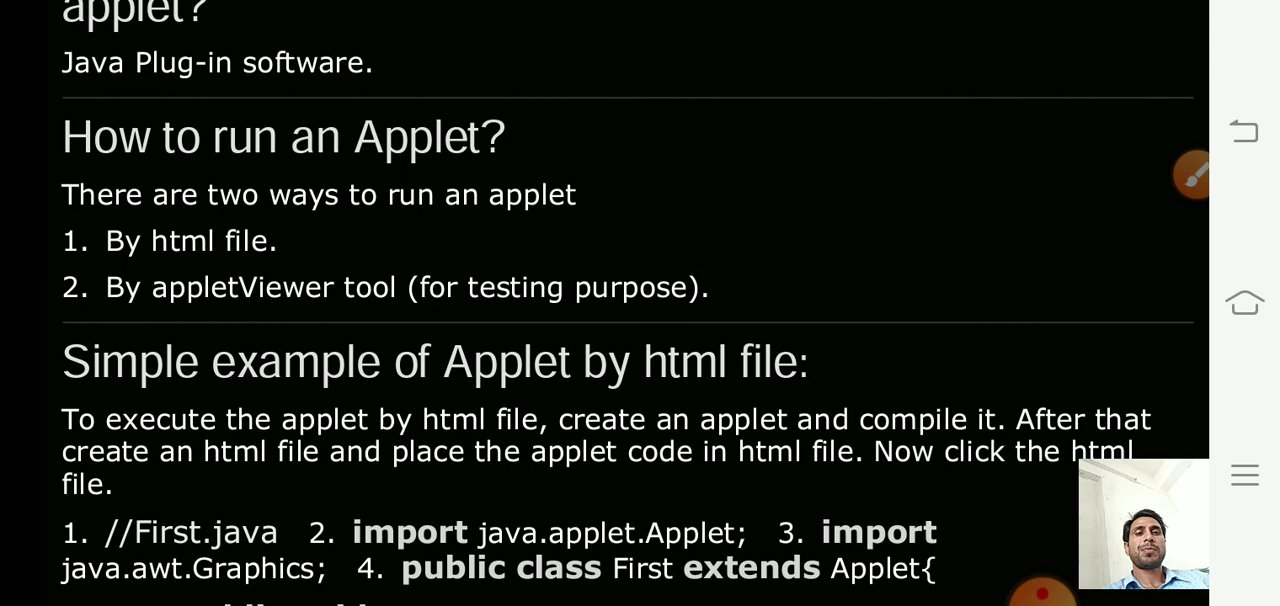 applet?
Java Plug-in software.
How to run an Applet?
There are two ways to run an applet
1. By html file.
2. By appletViewer tool (for testing purpose).
Simple example of Applet by html file:
To execute the applet by html file, create an applet and compile it. After that
create an html file and place the applet code in html file. Now click the html
file.
1. //First.java 2. import java.applet.Applet; 3. import
java.awt.Graphics; 4. public class First extends Applet{